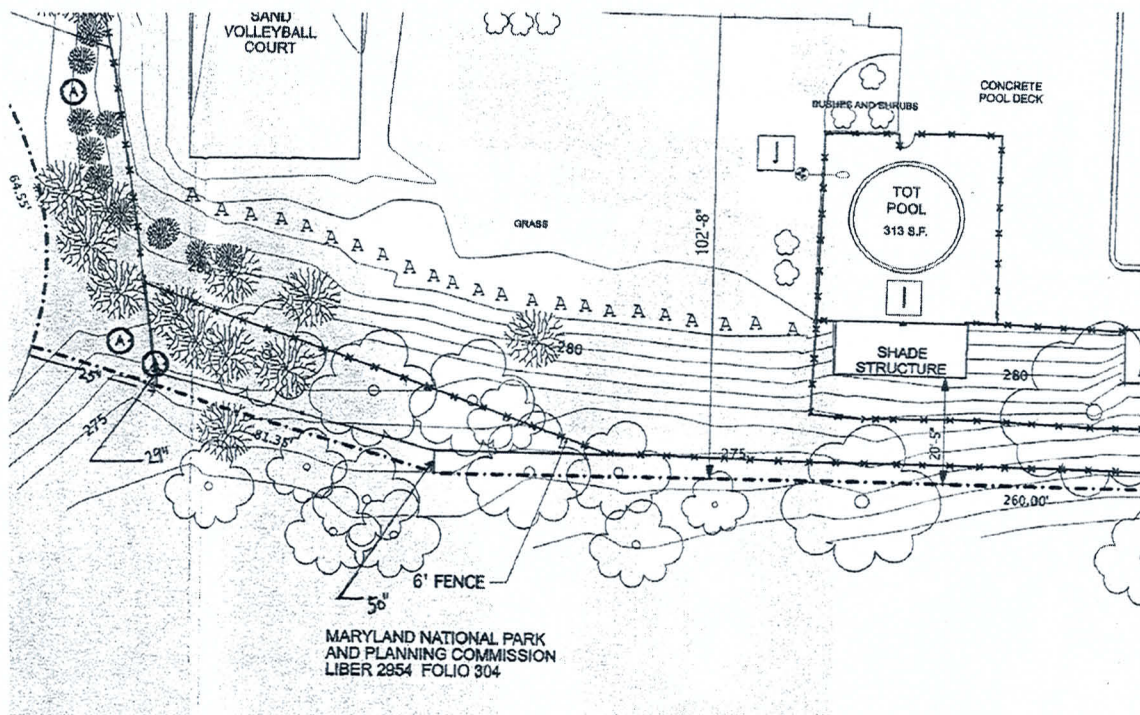 SAND
VOLLEYBALL
COURT
CONCRETE
POOL DECK
BUSHES AND SHRUBS
A
J
64.55'
TOT
POOL
313 S.F.
A A A A A A A A A A A A A A A A A A A A A A
GRASS
102'-8"
I
280
280
SHADE
STRUCTURE
280
A
25'
275
81.35'
29"
275
20'-5"
260.00'
6' FENCE
50"
MARYLAND NATIONAL PARK
AND PLANNING COMMISSION
LIBER 2954 FOLIO 304